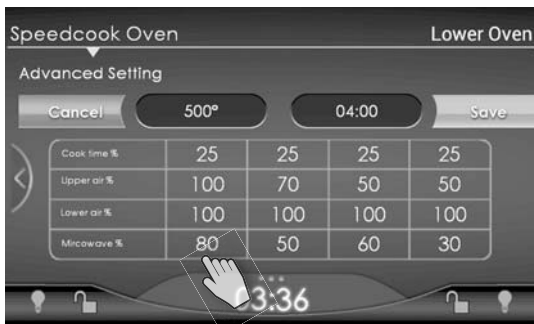 Speedcook Oven Lower Oven
Advanced Setting
Cancel 500° 04:00 Save
Cook time % 25 25 25 25
Upper air % 100 70 50 50
Lower air % 100 100 100 100
Mircowave % 80 50 60 30
03:36